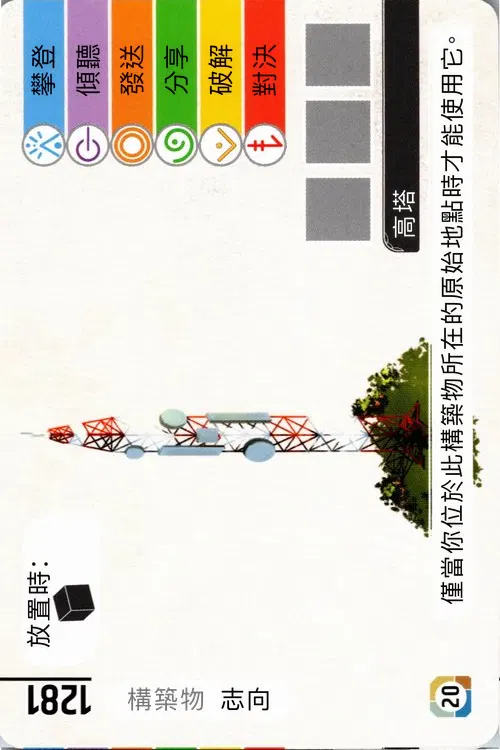 攀登
傾聽
發送
分享
破解
對決
放置時:
高塔
僅當你位於此構築物所在的原始地點時才能使用它。
1281
構築物 志向
20